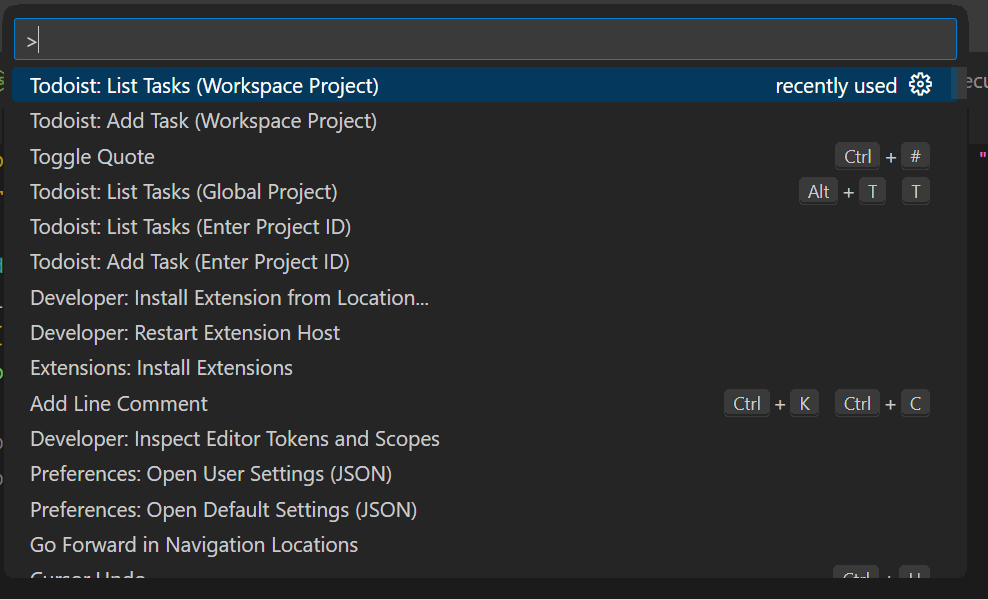 >
Todoist: List Tasks (Workspace Project) recently used
Todoist: Add Task (Workspace Project)
Toggle Quote Ctrl + #
Todoist: List Tasks (Global Project) Alt + T T
Todoist: List Tasks (Enter Project ID)
Todoist: Add Task (Enter Project ID)
Developer: Install Extension from Location...
Developer: Restart Extension Host
Extensions: Install Extensions
Add Line Comment Ctrl + K Ctrl + C
Developer: Inspect Editor Tokens and Scopes
Preferences: Open User Settings (JSON)
Preferences: Open Default Settings (JSON)
Go Forward in Navigation Locations
Cursor Undo Ctrl + U